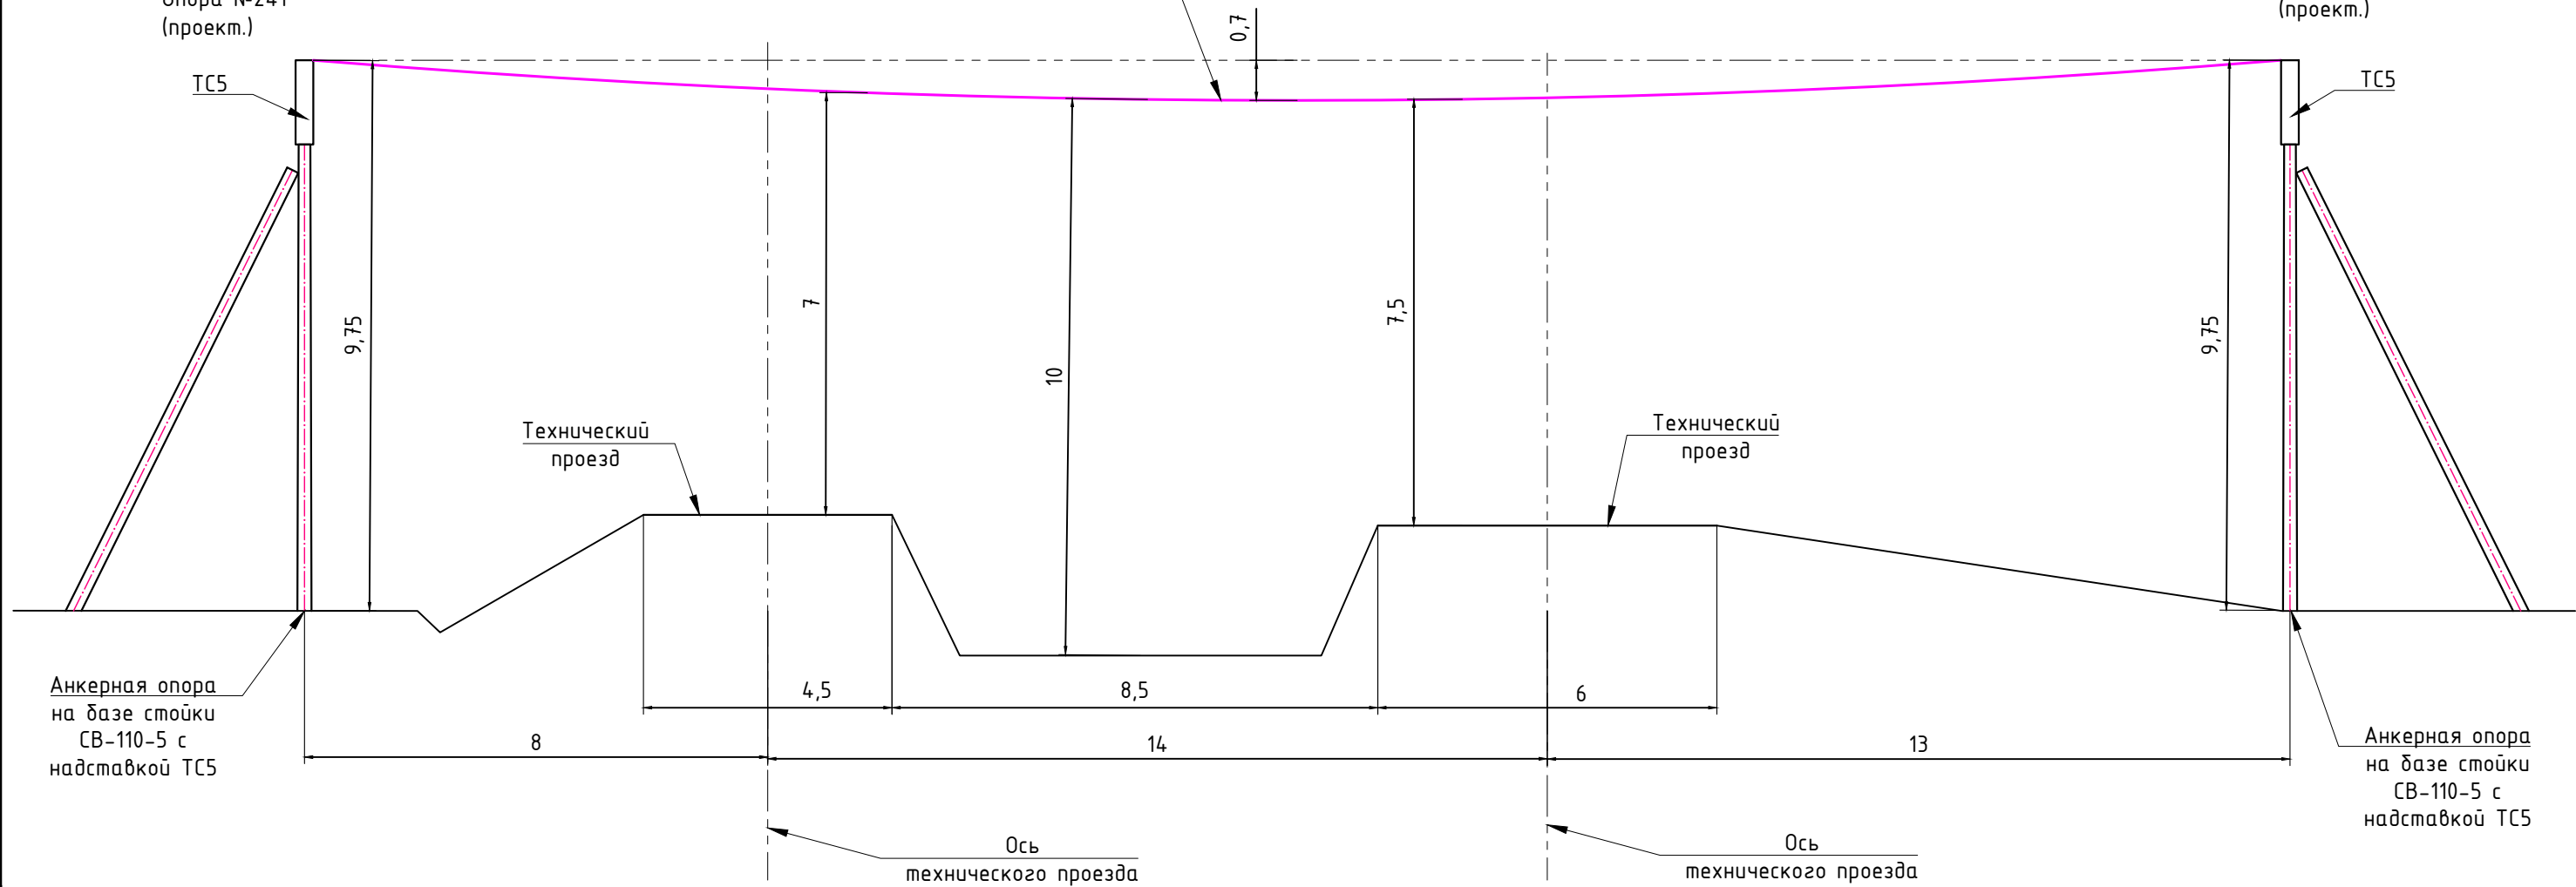 Опора №241
(проект.)
(проект.)
0,7
ТС5
ТС5
9,75
7
10
7,5
9,75
Технический
проезд
Технический
проезд
4,5
8,5
6
8
14
13
Анкерная опора
на базе стойки
СВ-110-5 с
надставкой ТС5
Анкерная опора
на базе стойки
СВ-110-5 с
надставкой ТС5
Ось
технического проезда
Ось
технического проезда